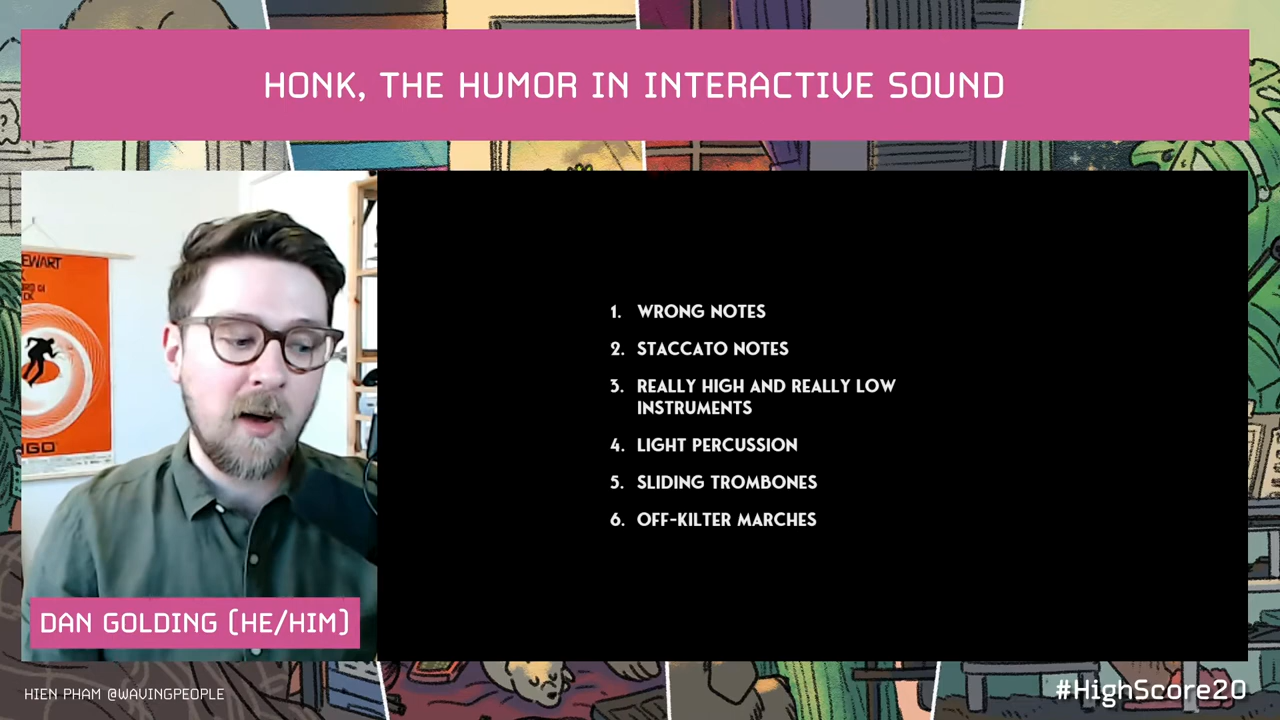 HONK, THE HUMOR IN INTERACTIVE SOUND
EWART
1. WRONG NOTES
2. STACCATO NOTES
3. REALLY HIGH AND REALLY LOW
INSTRUMENTS
4. LIGHT PERCUSSION
5. SLIDING TROMBONES
6. OFF-KILTER MARCHES
DAN GOLDING (HE/HIM)
HIEN PHAM @WAVINGPEOPLE
#HighScore20